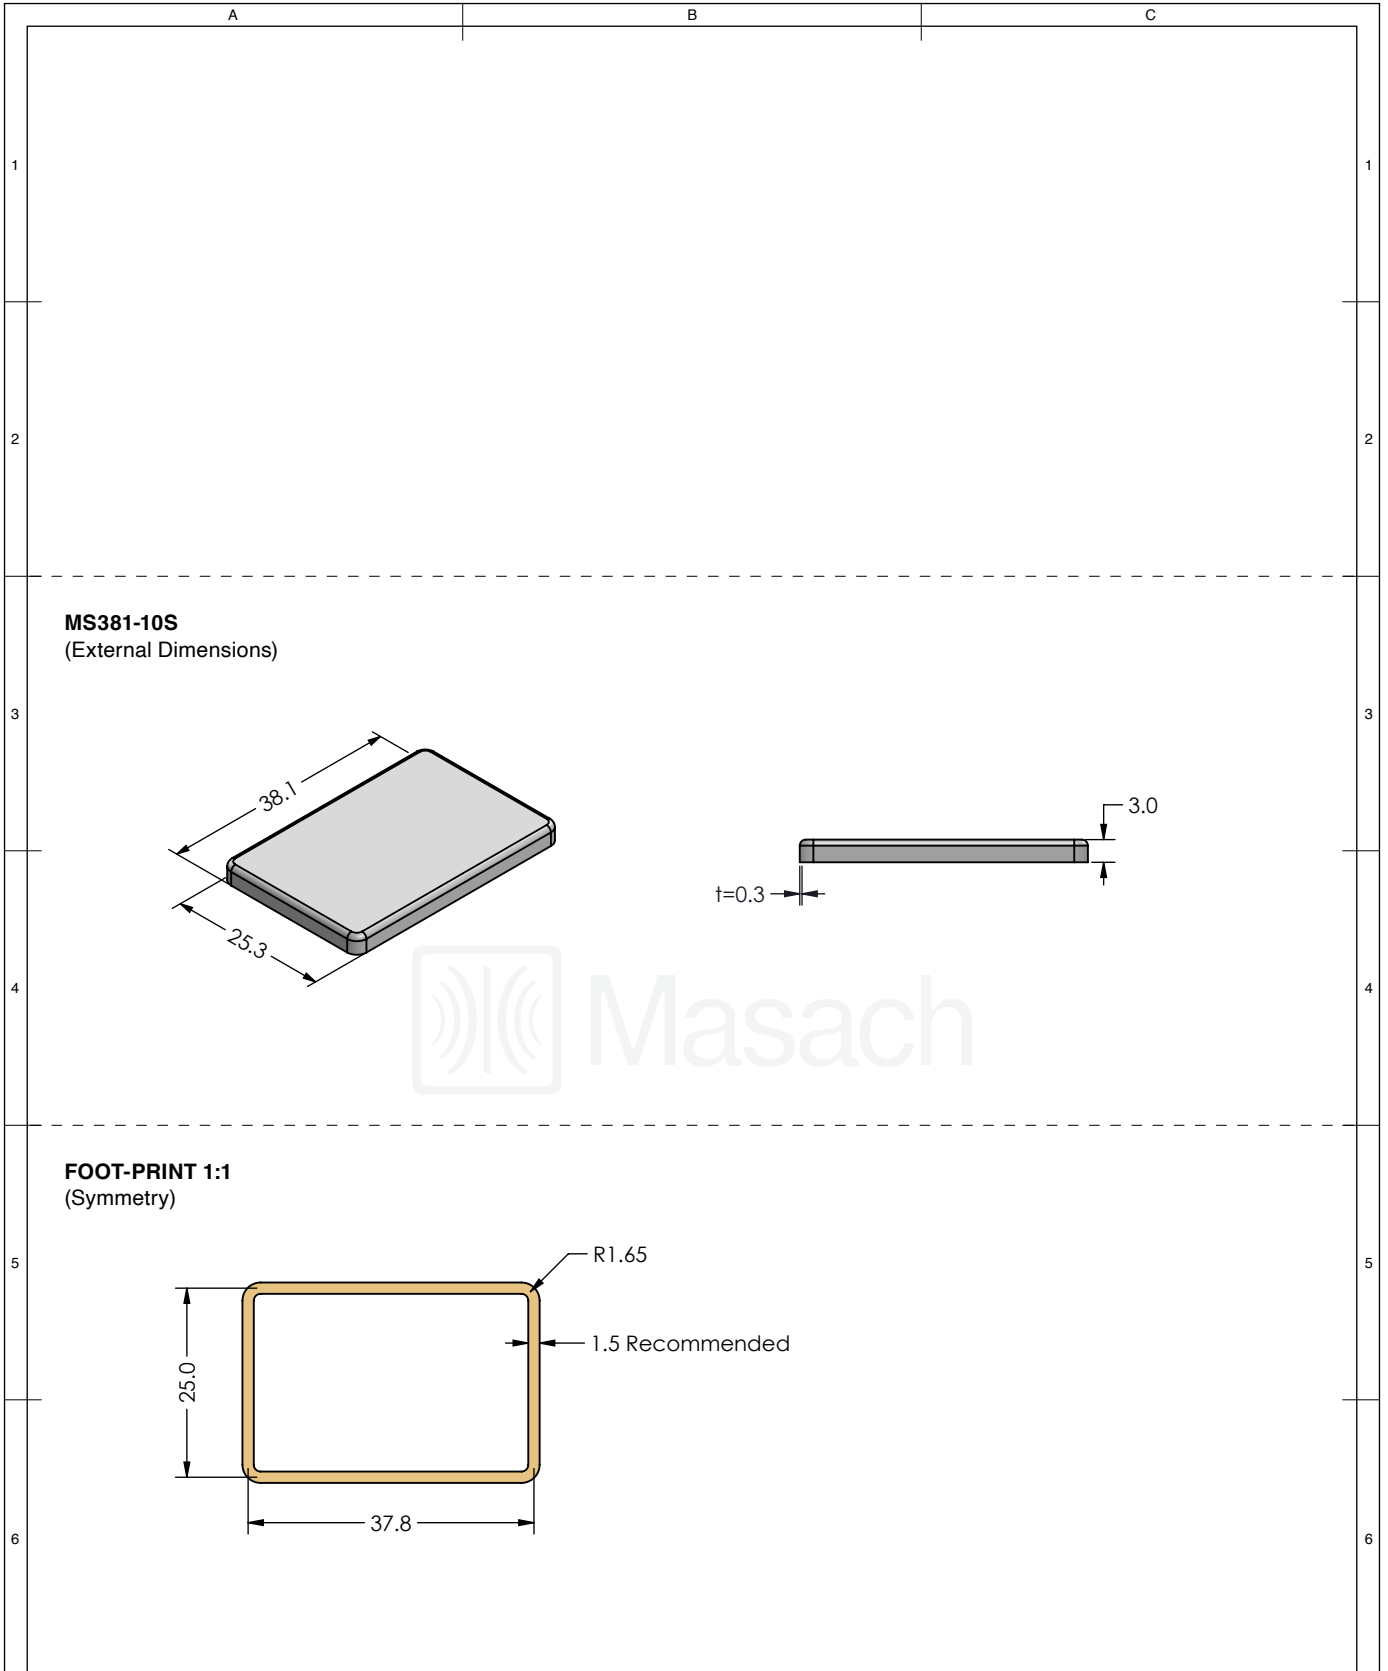 A B C
1 1
2 2
MS381-10S
(External Dimensions)
3 3
38.1
3.0
t=0.3
25.3
4 4
Masach
FOOT-PRINT 1:1
(Symmetry)
5 5
R1.65
1.5 Recommended
25.0
37.8
6 6